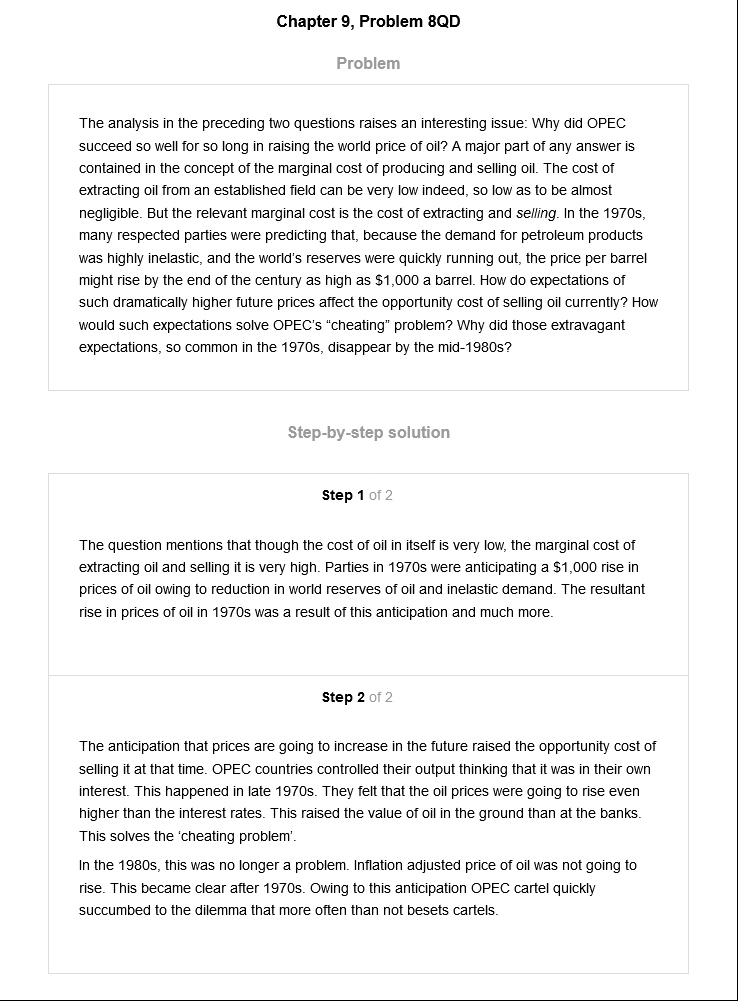 Chapter 9, Problem 8QD
Problem
The analysis in the preceding two questions raises an interesting issue: Why did OPEC
succeed so well for so long in raising the world price of oil? A major part of any answer is
contained in the concept of the marginal cost of producing and selling oil. The cost of
extracting oil from an established field can be very low indeed, so low as to be almost
negligible. But the relevant marginal cost is the cost of extracting and selling. In the 1970s,
many respected parties were predicting that, because the demand for petroleum products
was highly inelastic, and the world's reserves were quickly running out, the price per barrel
might rise by the end of the century as high as $1,000 a barrel. How do expectations of
such dramatically higher future prices affect the opportunity cost of selling oil currently? How
would such expectations solve OPEC's “cheating” problem? Why did those extravagant
expectations, so common in the 1970s, disappear by the mid-1980s?
Step-by-step solution
Step 1 of 2
The question mentions that though the cost of oil in itself is very low, the marginal cost of
extracting oil and selling it is very high. Parties in 1970s were anticipating a $1,000 rise in
prices of oil owing to reduction in world reserves of oil and inelastic demand. The resultant
rise in prices of oil in 1970s was a result of this anticipation and much more.
Step 2 of 2
The anticipation that prices are going to increase in the future raised the opportunity cost of
selling it at that time. OPEC countries controlled their output thinking that it was in their own
interest. This happened in late 1970s. They felt that the oil prices were going to rise even
higher than the interest rates. This raised the value of oil in the ground than at the banks.
This solves the ‘cheating problem’.
In the 1980s, this was no longer a problem. Inflation adjusted price of oil was not going to
rise. This became clear after 1970s. Owing to this anticipation OPEC cartel quickly
succumbed to the dilemma that more often than not besets cartels.